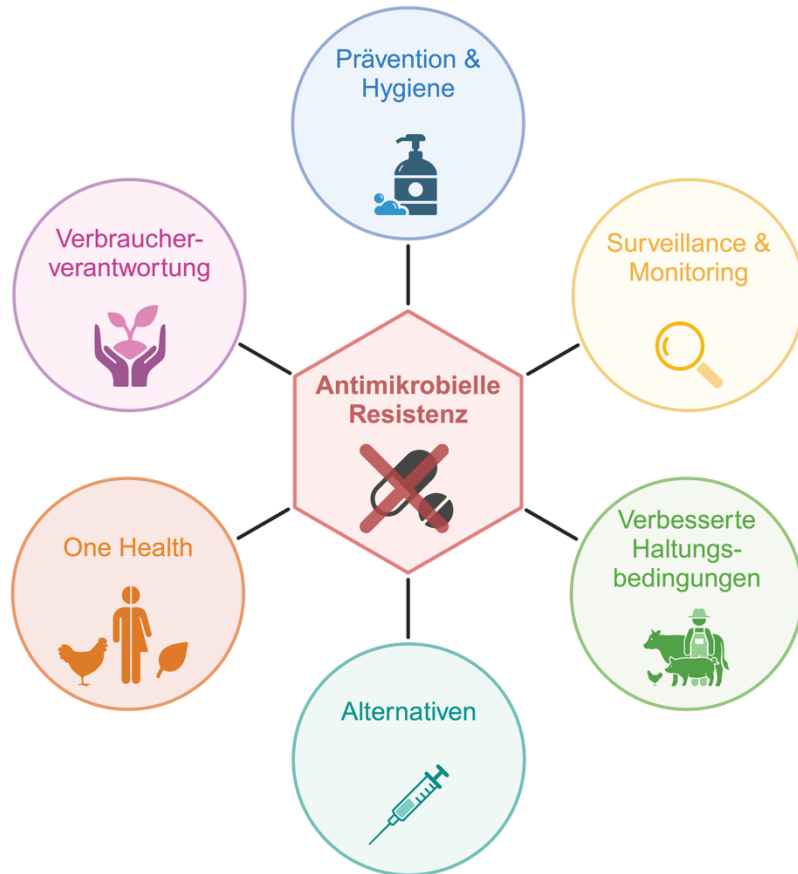 Prävention &
Hygiene
Verbraucher-
verantwortung
Surveillance &
Monitoring
Antimikrobielle
Resistenz
One Health
Verbesserte
Haltungs-
bedingungen
Alternativen